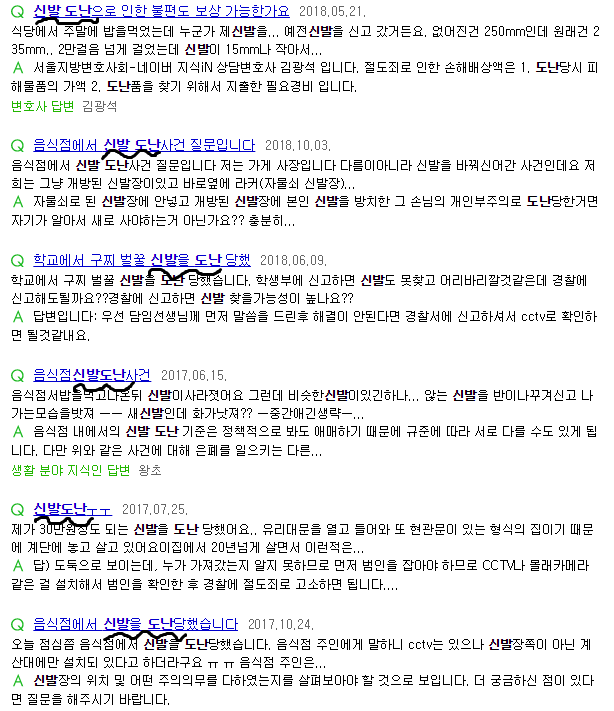 Q 신발 도난으로 인한 불편도 보상 가능한가요 2018.05.21.
식당에서 주말에 밥을먹었는데 누군가 제신발을... 예전신발을 신고 갔거든요. 없어진건 250mm인데 원래건 2
35mm.. 2만걸음 넘게 걸었는데 신발이 15mm나 작아서...
A 서울지방변호사회-네이버 지식iN 상담변호사 김광석 입니다. 절도죄로 인한 손해배상액은 1. 도난당시 피
해물품의 가액 2. 도난품을 찾기 위해서 지출한 필요경비 입니다.
변호사 답변 김광석
Q 음식점에서 신발 도난사건 질문입니다 2018.10.03.
음식점에서 신발 도난사건 질문입니다 저는 가게 사장입니다 다름이아니라 신발을 바꿔신어간 사건인데요 저
희는 그냥 개방된 신발장이있고 바로옆에 라커(자물쇠 신발장)...
A 자물쇠로 된 신발장에 안넣고 개방된 신발장에 본인 신발을 방치한 그 손님의 개인부주의로 도난당한거면
자기가 알아서 새로 사야하는거 아닌가요?? 충분히...
Q 학교에서 구찌 벌꿀 신발을 도난 당했 2018.06.09.
학교에서 구찌 벌꿀 신발을 도난 당했습니다. 학생부에 신고하면 신발도 못찾고 어리바리깔것같은데 경찰에
신고해도될까요??경찰에 신고하면 신발 찾을가능성이 높나요??
A 답변입니다: 우선 담임선생님께 먼저 말씀을 드린후 해결이 안된다면 경찰서에 신고하셔서 cctv로 확인하
면 될것같내요.
Q 음식점신발도난사건 2017.06.15.
음식점서밥을먹고나온뒤 신발이사라졋어요 그런데 비슷한신발이있긴하나... 않는 신발을 반이나꾸겨신고 나
가는모습을밧져 ㅡㅡ 새신발인데 화가낫져?? ㅡ중간애긴생략ㅡ...
A 음식점 내에서의 신발 도난 기준은 정책적으로 봐도 애매하기 때문에 규준에 따라 서로 다를 수도 있게 됩
니다. 다만 위와 같은 사건에 대해 은폐를 일으키는 다른...
생활 분야 지식인 답변 왕초
Q 신발도난ㅜㅜ 2017.07.25.
제가 30만원정도 되는 신발을 도난 당했어요.. 유리대문을 열고 들어와 또 현관문이 있는 형식의 집이기 때문
에 계단에 놓고 살고 있어요이집에서 20년넘게 살면서 이런적은...
A 답) 도둑으로 보이는데, 누가 가져갔는지 알지 못하므로 먼저 범인을 잡아야 하므로 CCTV나 몰래카메라
같은 걸 설치해서 범인을 확인한 후 경찰에 절도죄로 고소하면 됩니다....
Q 음식점에서 신발을 도난당했습니다 2017.10.24.
오늘 점심쯤 음식점에서 신발을 도난당했습니다. 음식점 주인에게 말하니 cctv는 있으나 신발장쪽이 아닌 계
산대에만 설치되 있다고 하더라구요 ㅠ ㅠ 음식점 주인은...
A 신발장의 위치 및 어떤 주의의무를 다하였는지를 살펴보아야 할 것으로 보입니다. 더 궁금하신 점이 있다
면 질문을 해주시기 바랍니다.